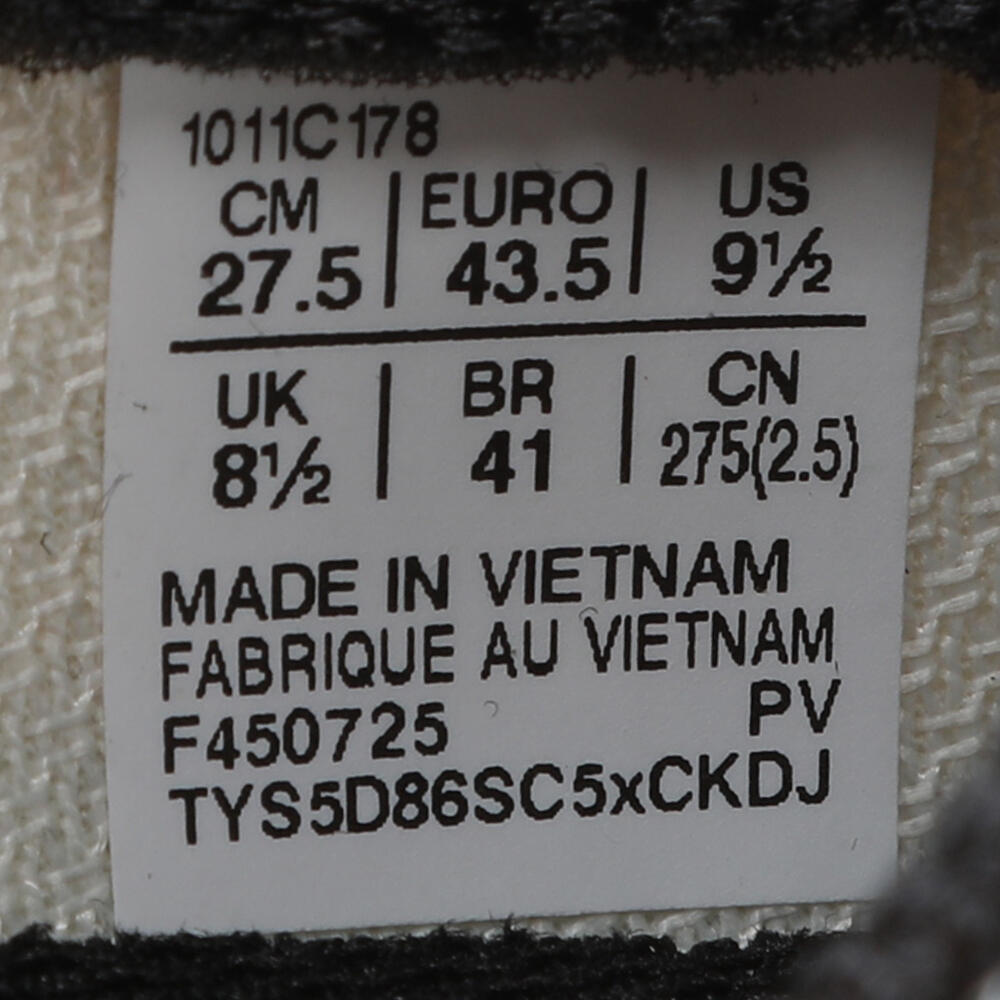 1011C178
CM | EURO | US
27.5 | 43.5 | 9½
UK | BR | CN
8½ | 41 | 275(2.5)
MADE IN VIETNAM
FABRIQUE AU VIETNAM
F450725 PV
TYS5D86SC5xCKDJ